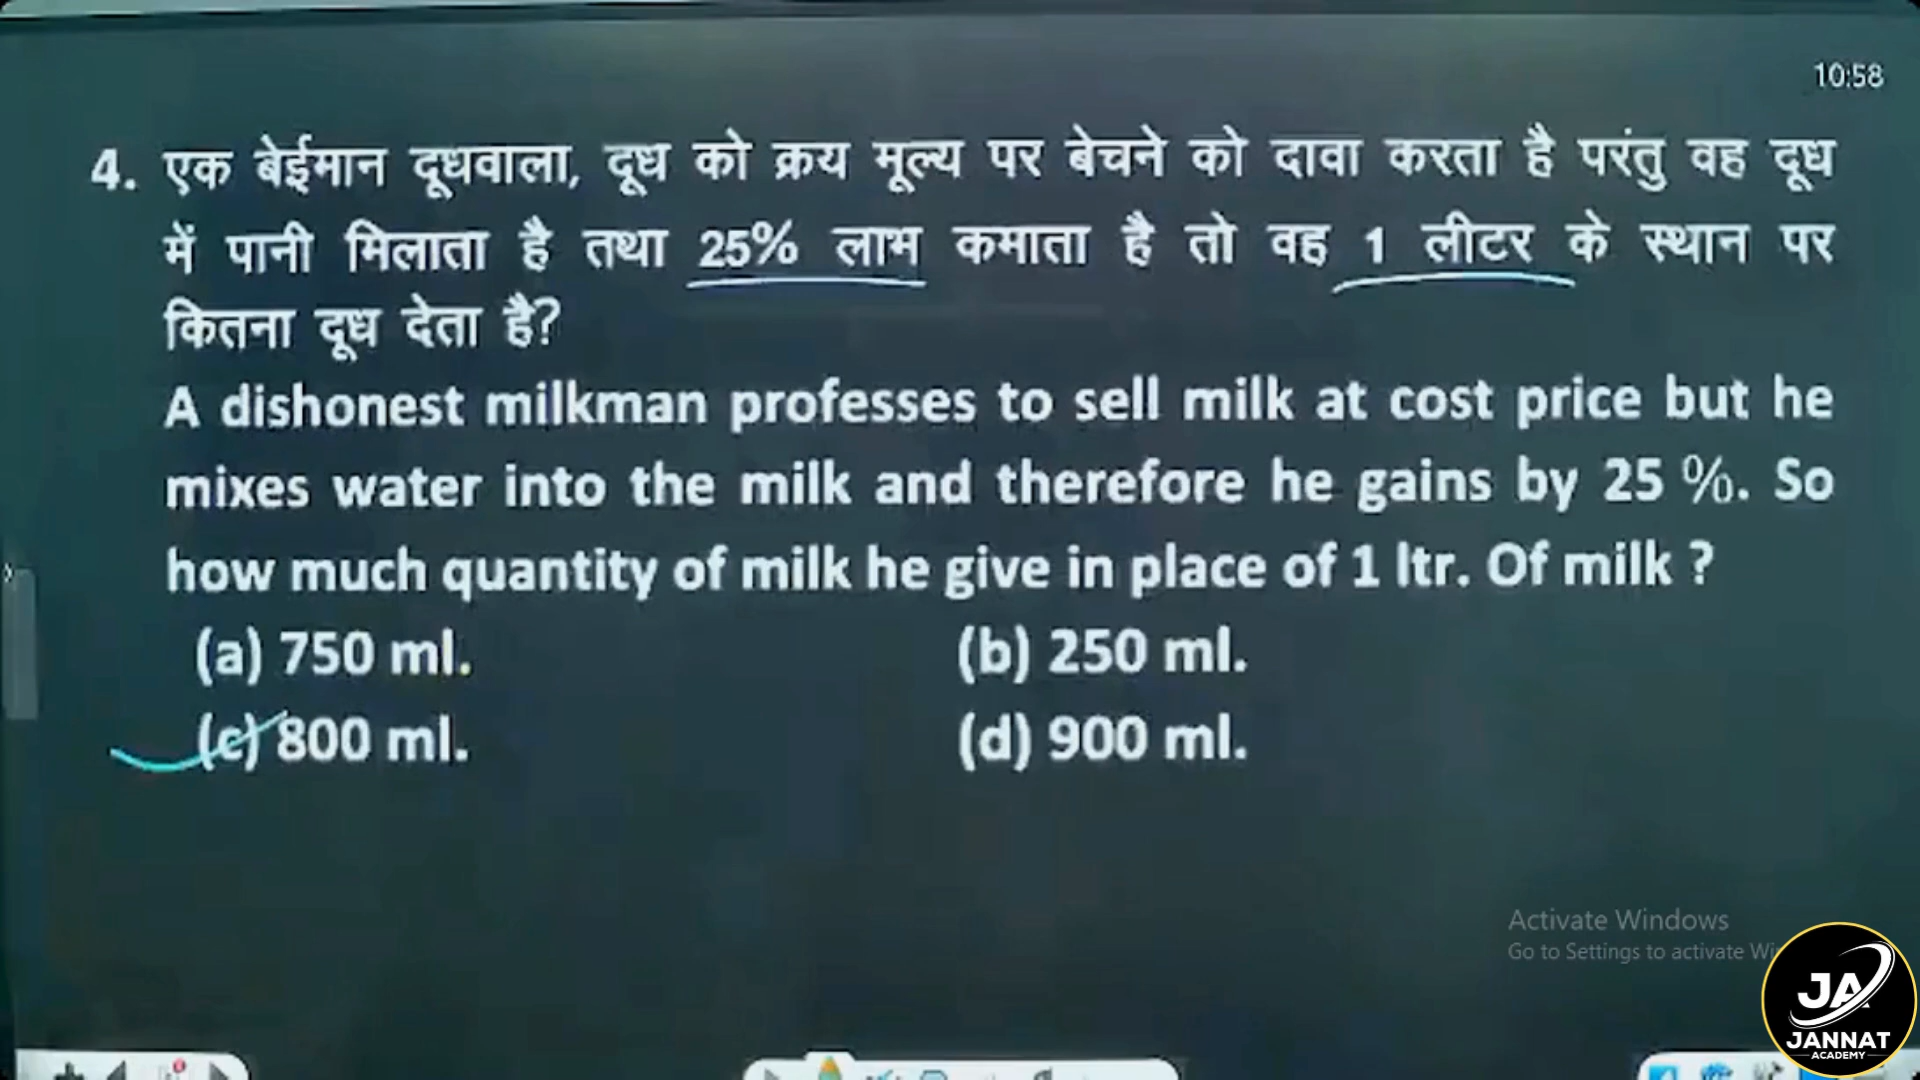 10:58
4. एक बेईमान दूधवाला, दूध को क्रय मूल्य पर बेचने को दावा करता है परंतु वह दूध
में पानी मिलाता है तथा 25% लाभ कमाता है तो वह 1 लीटर के स्थान पर
कितना दूध देता है?
A dishonest milkman professes to sell milk at cost price but he
mixes water into the milk and therefore he gains by 25 %. So
how much quantity of milk he give in place of 1 ltr. Of milk ?
(a) 750 ml. (b) 250 ml.
(c) 800 ml. (d) 900 ml.
Activate Windows
Go to Settings to activate
JA
JANNAT
ACADEMY